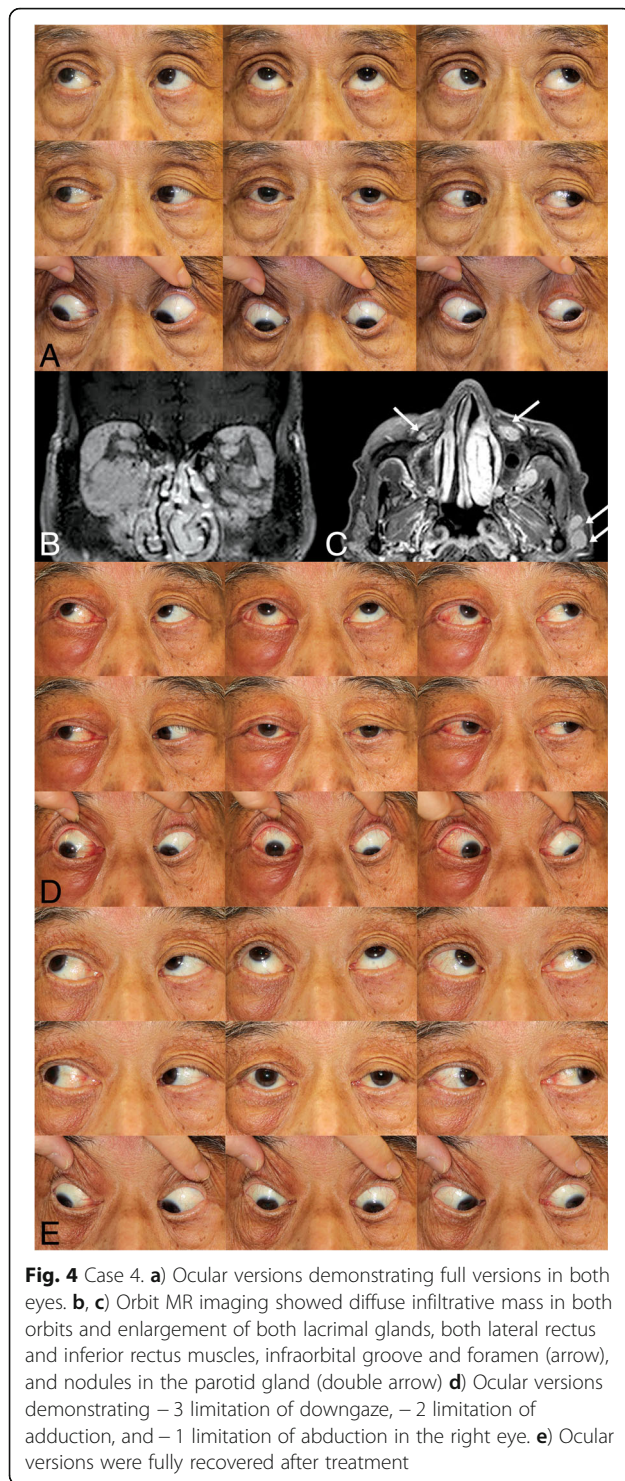 A
B
C
D
E
Fig. 4 Case 4. a) Ocular versions demonstrating full versions in both
eyes. b, c) Orbit MR imaging showed diffuse infiltrative mass in both
orbits and enlargement of both lacrimal glands, both lateral rectus
and inferior rectus muscles, infraorbital groove and foramen (arrow),
and nodules in the parotid gland (double arrow) d) Ocular versions
demonstrating − 3 limitation of downgaze, − 2 limitation of
adduction, and − 1 limitation of abduction in the right eye. e) Ocular
versions were fully recovered after treatment